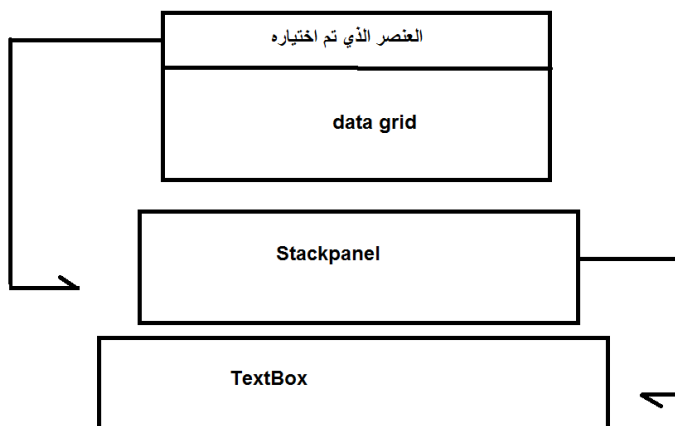 العنصر الذي تم اختياره
data grid
Stackpanel
TextBox